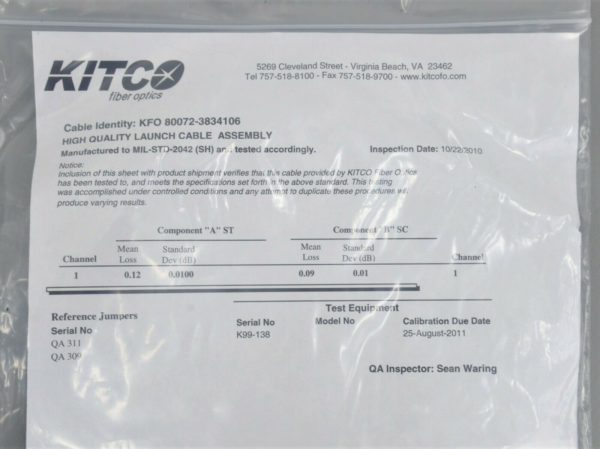 KITCO
fiber optics
5269 Cleveland Street - Virginia Beach, VA 23462
Tel 757-518-8100 - Fax 757-518-9700 - www.kitcofo.com
Cable Identity: KFO 80072-3834106
HIGH QUALITY LAUNCH CABLE ASSEMBLY
Manufactured to MIL-STD-2042 (SH) and tested accordingly. Inspection Date: 10/22/2010
Notice:
Inclusion of this sheet with product shipment verifies that this cable provided by KITCO Fiber Optics
has been tested to, and meets the specifications set forth in the above standard. This testing
was accomplished under controlled conditions and any attempt to duplicate these procedures
produce varying results.
Component "A" ST Component "B" SC
Mean Standard Mean Standard
Channel Loss Dev (dB) Loss Dev (dB) Channel
1 0.12 0.0100 0.09 0.01 1
Test Equipment
Reference Jumpers
Serial No Serial No Model No Calibration Due Date
QA 311 K99-138 25-August-2011
QA 309
QA Inspector: Sean Waring